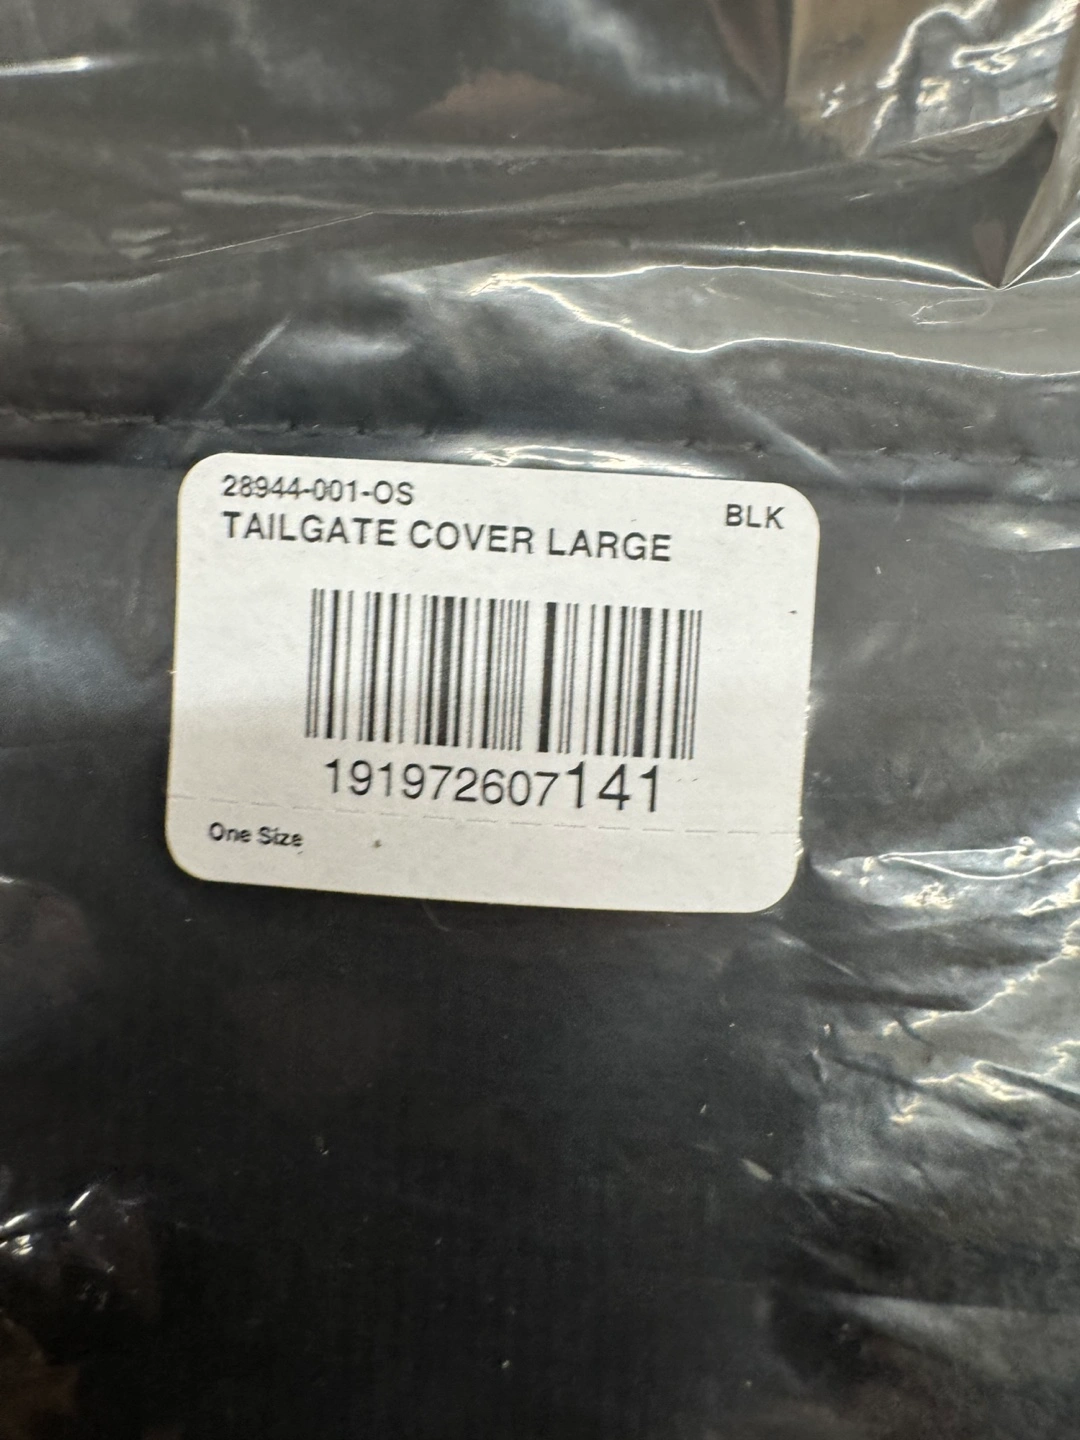 28944-001-OS
BLK
TAILGATE COVER LARGE
191972607141
One Size